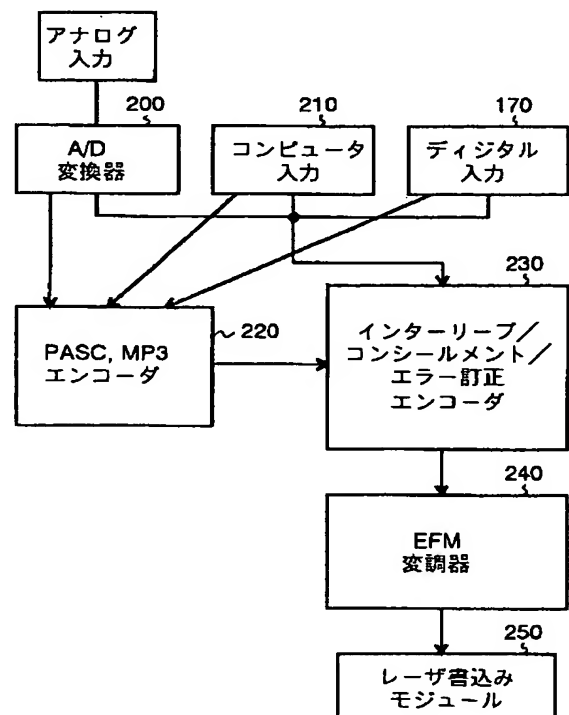 アナログ
入力
200
210
170
A/D
変換器
コンピュータ
入力
ディジタル
入力
230
220
PASC, MP3
エンコーダ
インターリーブ/
コンシールメント/
エラー訂正
エンコーダ
240
EFM
変調器
250
レーザ書込み
モジュール